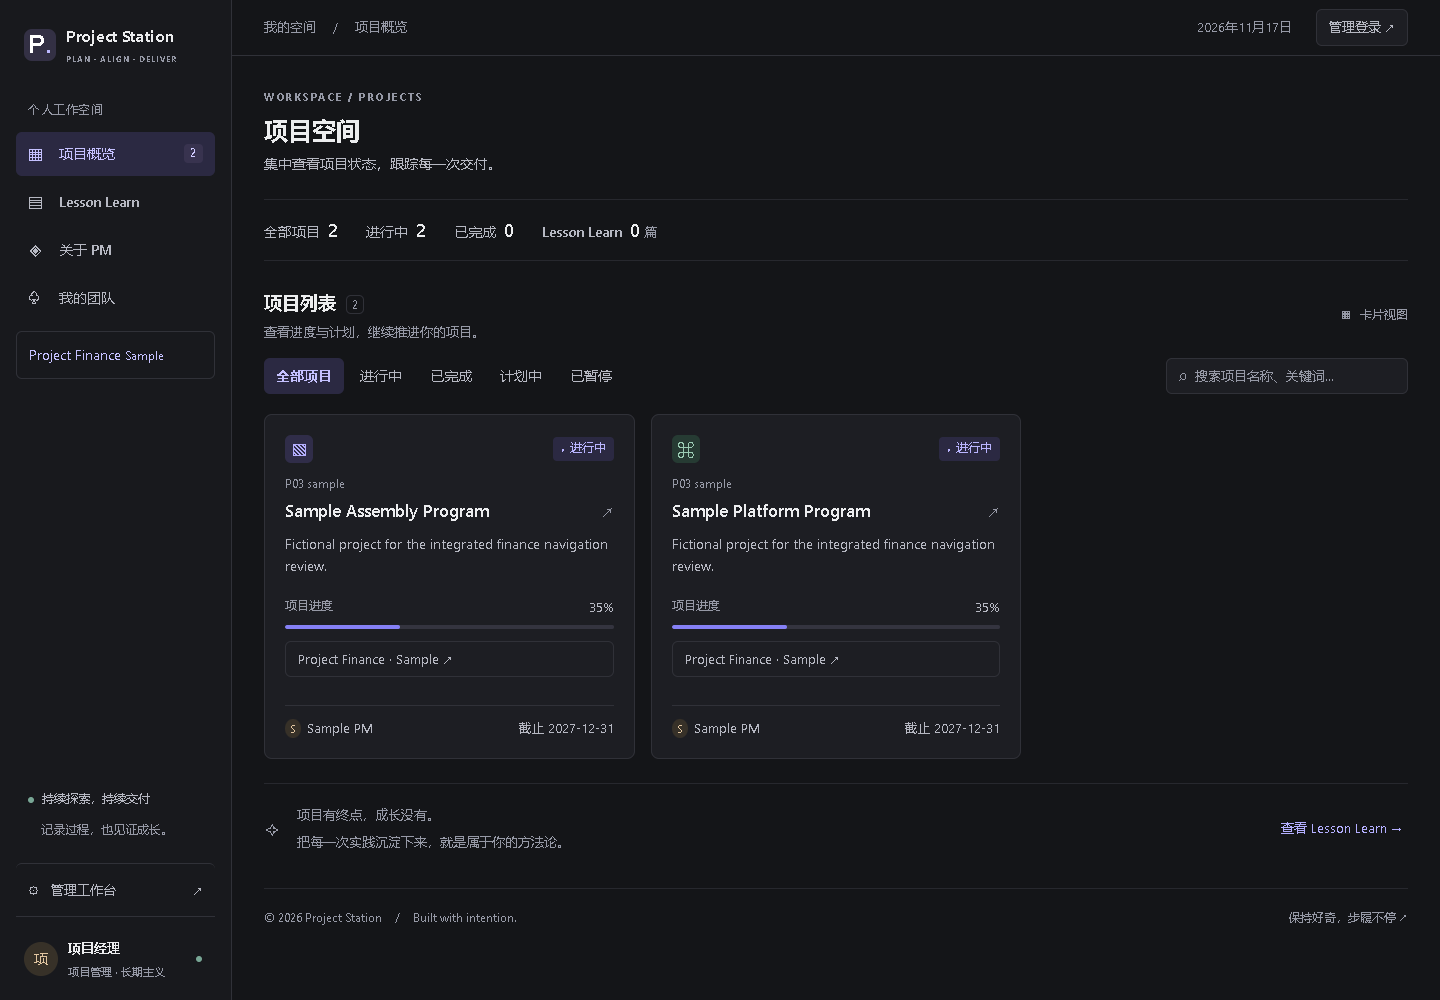 P.
Project Station
PLAN · ALIGN · DELIVER
个人工作空间
项目概览 2
Lesson Learn
关于 PM
我的团队
Project Finance Sample
持续探索，持续交付
记录过程，也见证成长。
管理工作台 ↗
项 项目经理
项目管理 · 长期主义
我的空间 / 项目概览
2026年11月17日
管理登录 ↗
WORKSPACE / PROJECTS
项目空间
集中查看项目状态，跟踪每一次交付。
全部项目 2 进行中 2 已完成 0 Lesson Learn 0 篇
项目列表 2
查看进度与计划，继续推进你的项目。
卡片视图
全部项目 进行中 已完成 计划中 已暂停
搜索项目名称、关键词...
进行中
P03 sample
Sample Assembly Program ↗
Fictional project for the integrated finance navigation
review.
项目进度 35%
Project Finance · Sample ↗
S Sample PM 截止 2027-12-31
进行中
P03 sample
Sample Platform Program ↗
Fictional project for the integrated finance navigation
review.
项目进度 35%
Project Finance · Sample ↗
S Sample PM 截止 2027-12-31
项目有终点，成长没有。
把每一次实践沉淀下来，就是属于你的方法论。
查看 Lesson Learn →
© 2026 Project Station / Built with intention.
保持好奇，步履不停 ↗